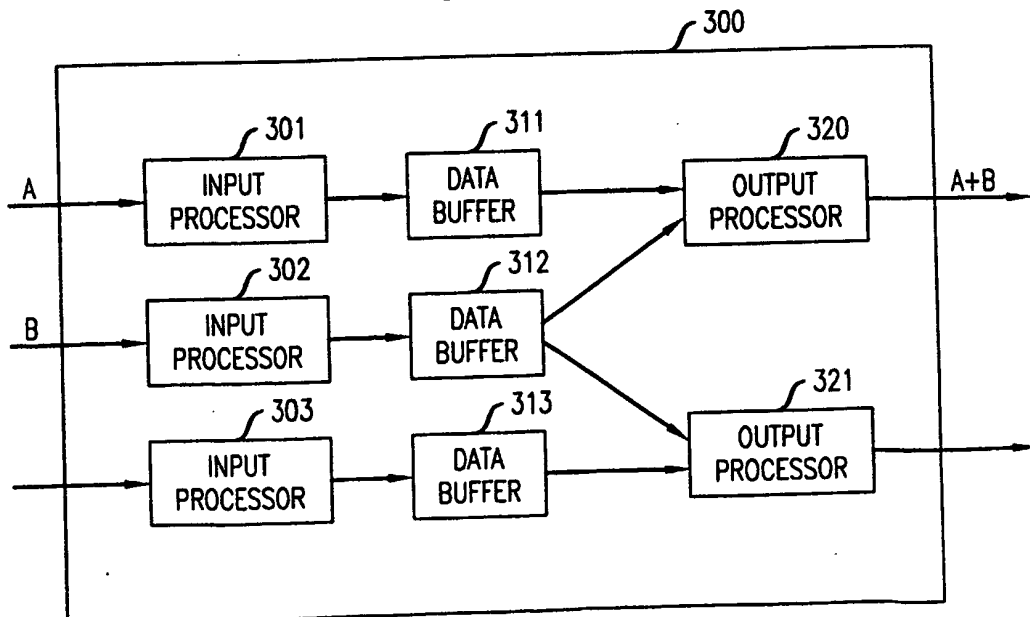 300
301
311
320
A
INPUT
PROCESSOR
DATA
BUFFER
OUTPUT
PROCESSOR
A+B
302
312
B
INPUT
PROCESSOR
DATA
BUFFER
303
313
321
INPUT
PROCESSOR
DATA
BUFFER
OUTPUT
PROCESSOR